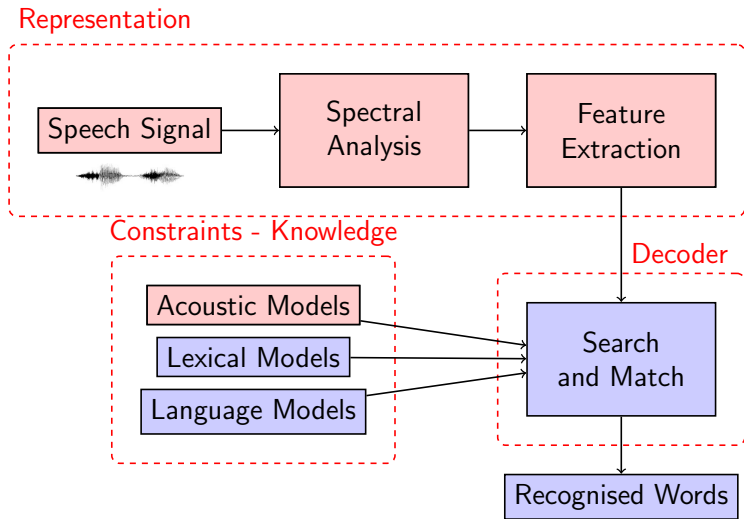 Representation
Speech Signal
Spectral
Analysis
Feature
Extraction
Constraints - Knowledge
Decoder
Acoustic Models
Lexical Models
Language Models
Search
and Match
Recognised Words